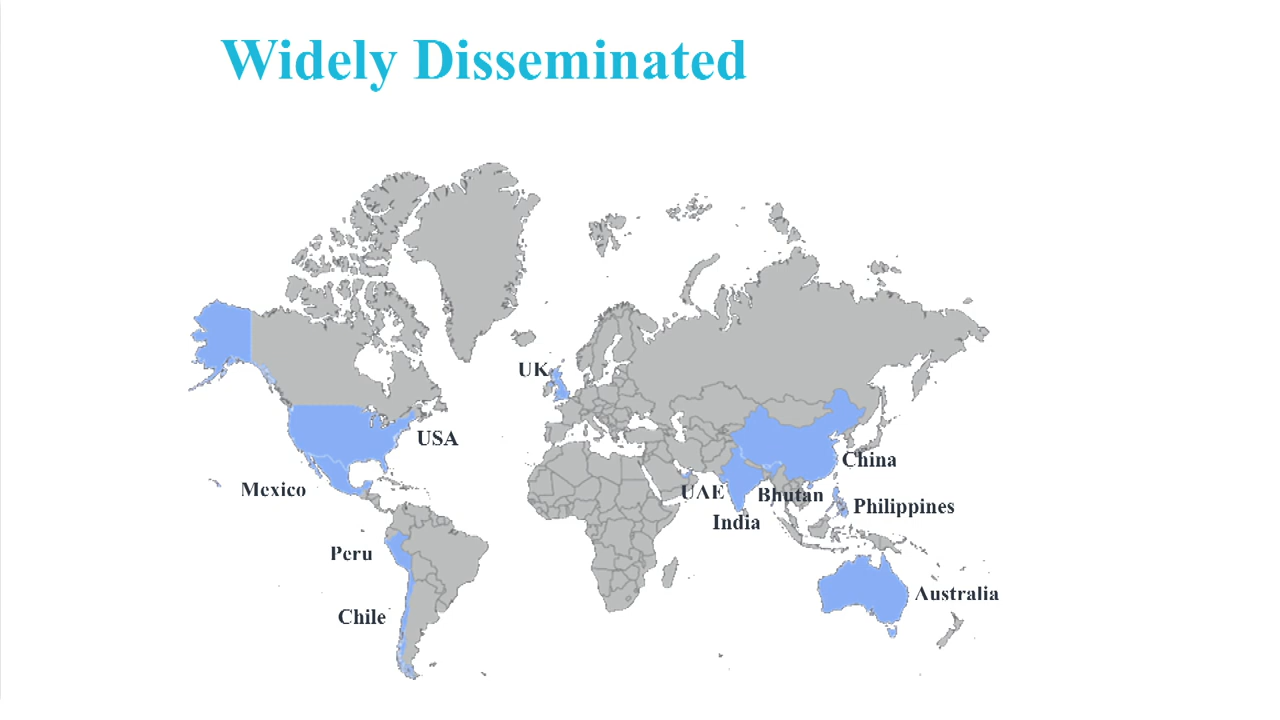 Widely Disseminated
UK
USA
China
Mexico
UAE
Bhutan
Philippines
India
Peru
Australia
Chile